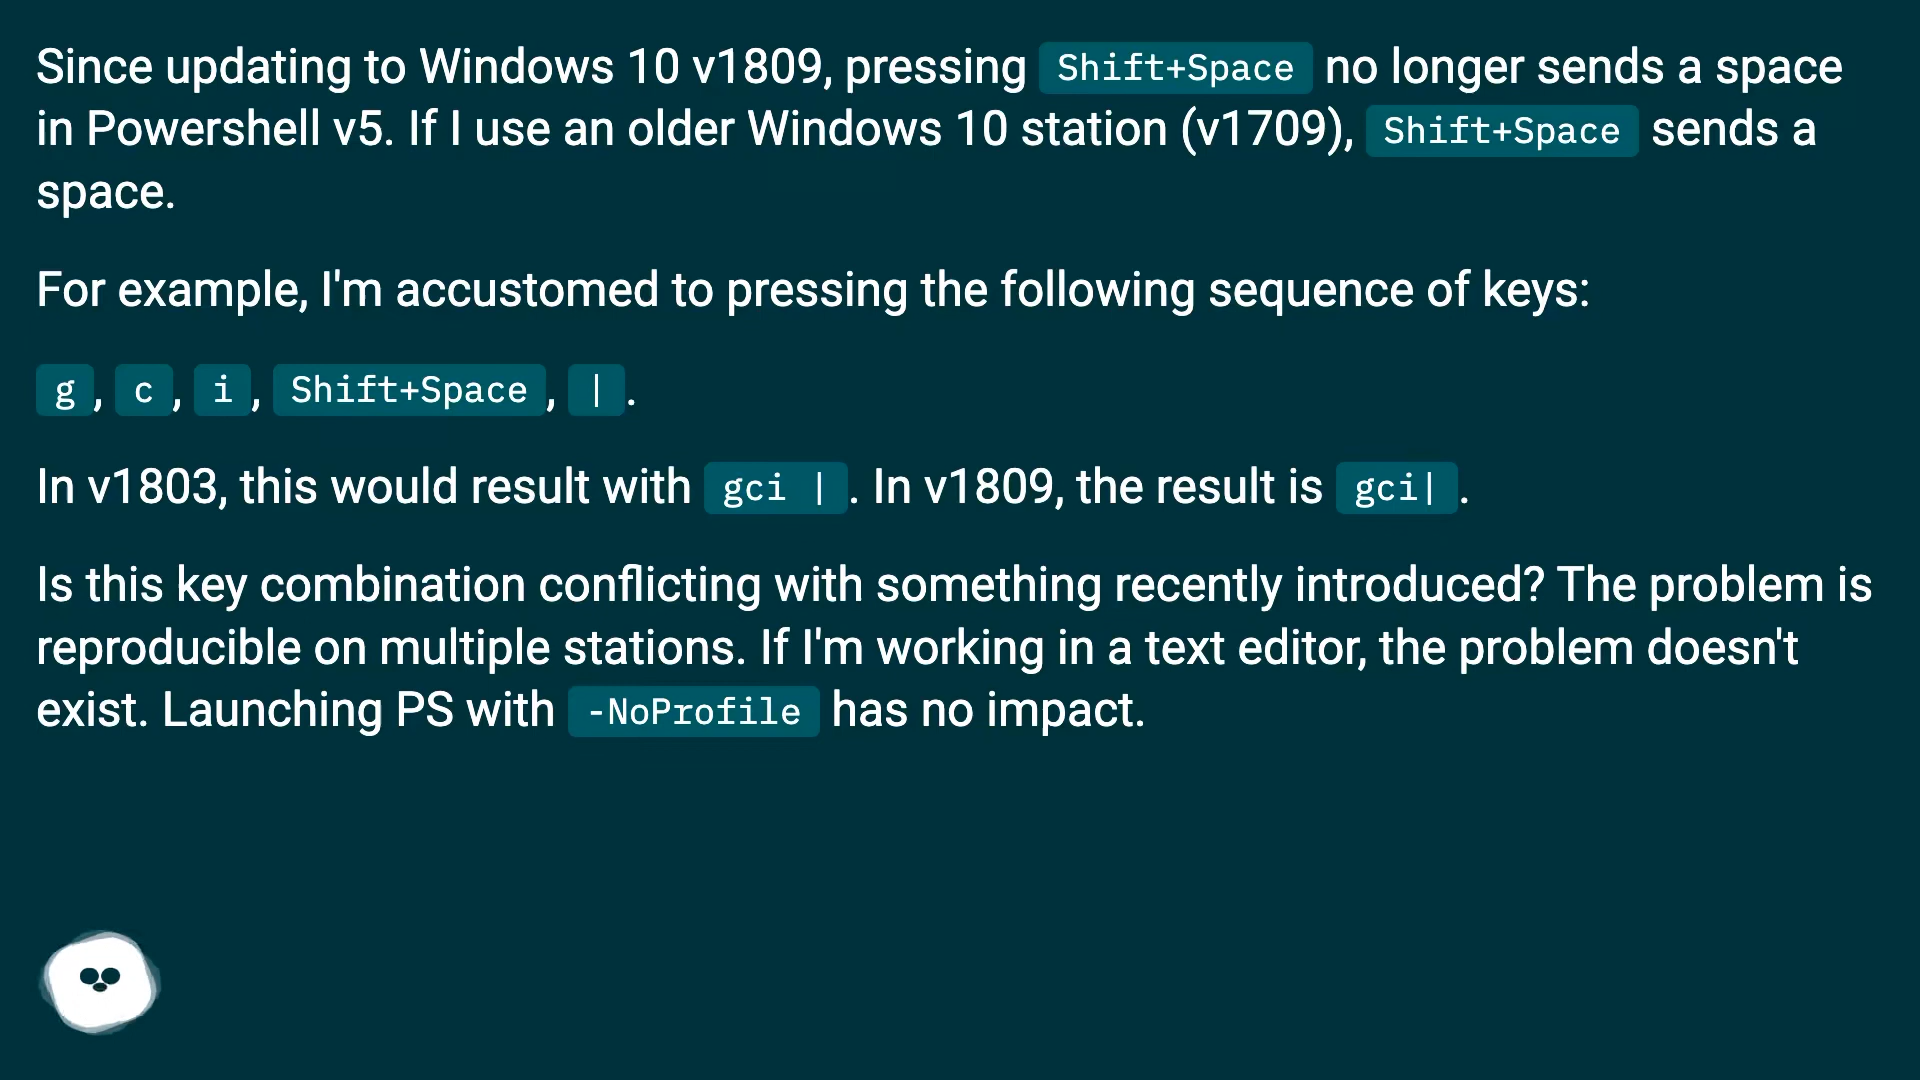 Since updating to Windows 10 v1809, pressing Shift+Space no longer sends a space
in Powershell v5. If I use an older Windows 10 station (v1709), Shift+Space sends a
space.
For example, I'm accustomed to pressing the following sequence of keys:
g, c, i, Shift+Space, |.
In v1803, this would result with gci |. In v1809, the result is gci|.
Is this key combination conflicting with something recently introduced? The problem is
reproducible on multiple stations. If I'm working in a text editor, the problem doesn't
exist. Launching PS with -NoProfile has no impact.